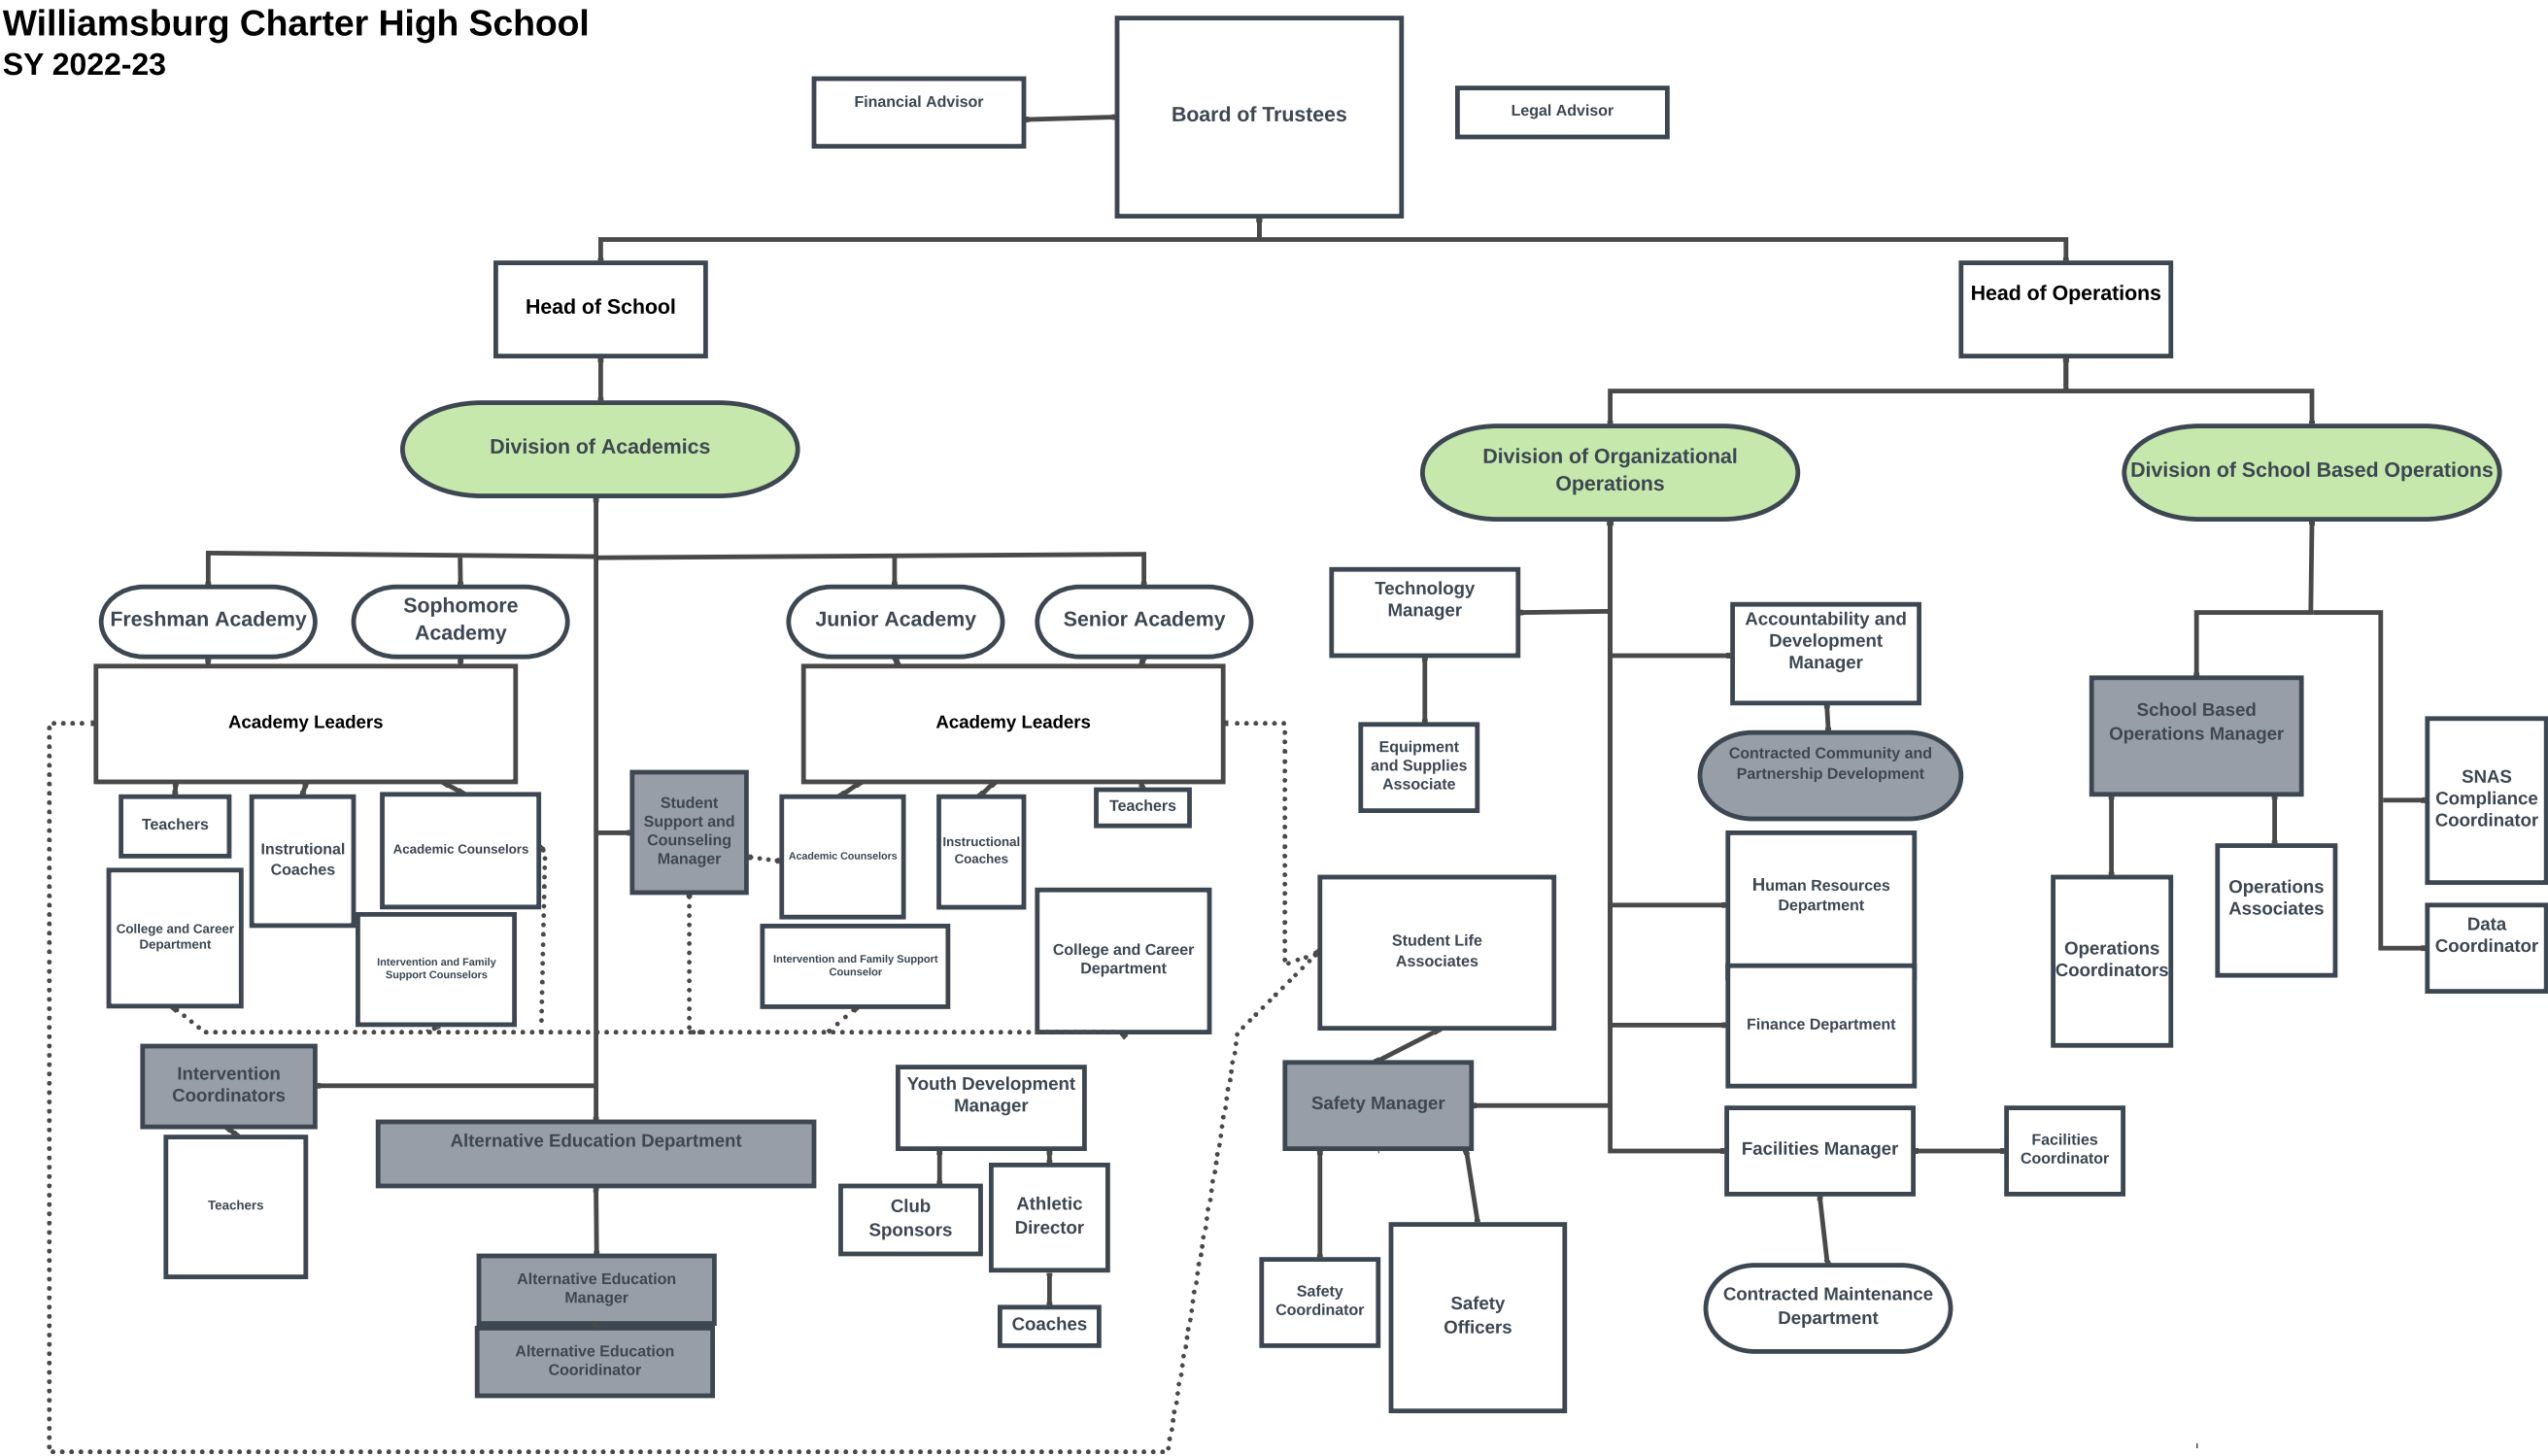 Williamsburg Charter High School
SY 2022-23
Financial Advisor
Board of Trustees
Legal Advisor
Head of School
Head of Operations
Division of Academics
Division of Organizational
Operations
Division of School Based Operations
Freshman Academy
Sophomore
Academy
Junior Academy
Senior Academy
Technology
Manager
Accountability and
Development
Manager
Academy Leaders
Academy Leaders
School Based
Operations Manager
Equipment
and Supplies
Associate
Contracted Community and
Partnership Development
SNAS
Compliance
Coordinator
Teachers
Instrutional
Coaches
Academic Counselors
Student
Support and
Counseling
Manager
Academic Counselors
Instructional
Coaches
Teachers
College and Career
Department
Intervention and Family
Support Counselors
Intervention and Family Support
Counselor
College and Career
Department
Student Life
Associates
Human Resources
Department
Finance Department
Operations
Coordinators
Operations
Associates
Data
Coordinator
Intervention
Coordinators
Teachers
Alternative Education Department
Youth Development
Manager
Safety Manager
Facilities Manager
Facilities
Coordinator
Club
Sponsors
Athletic
Director
Coaches
Alternative Education
Manager
Alternative Education
Cooridinator
Safety
Coordinator
Safety
Officers
Contracted Maintenance
Department